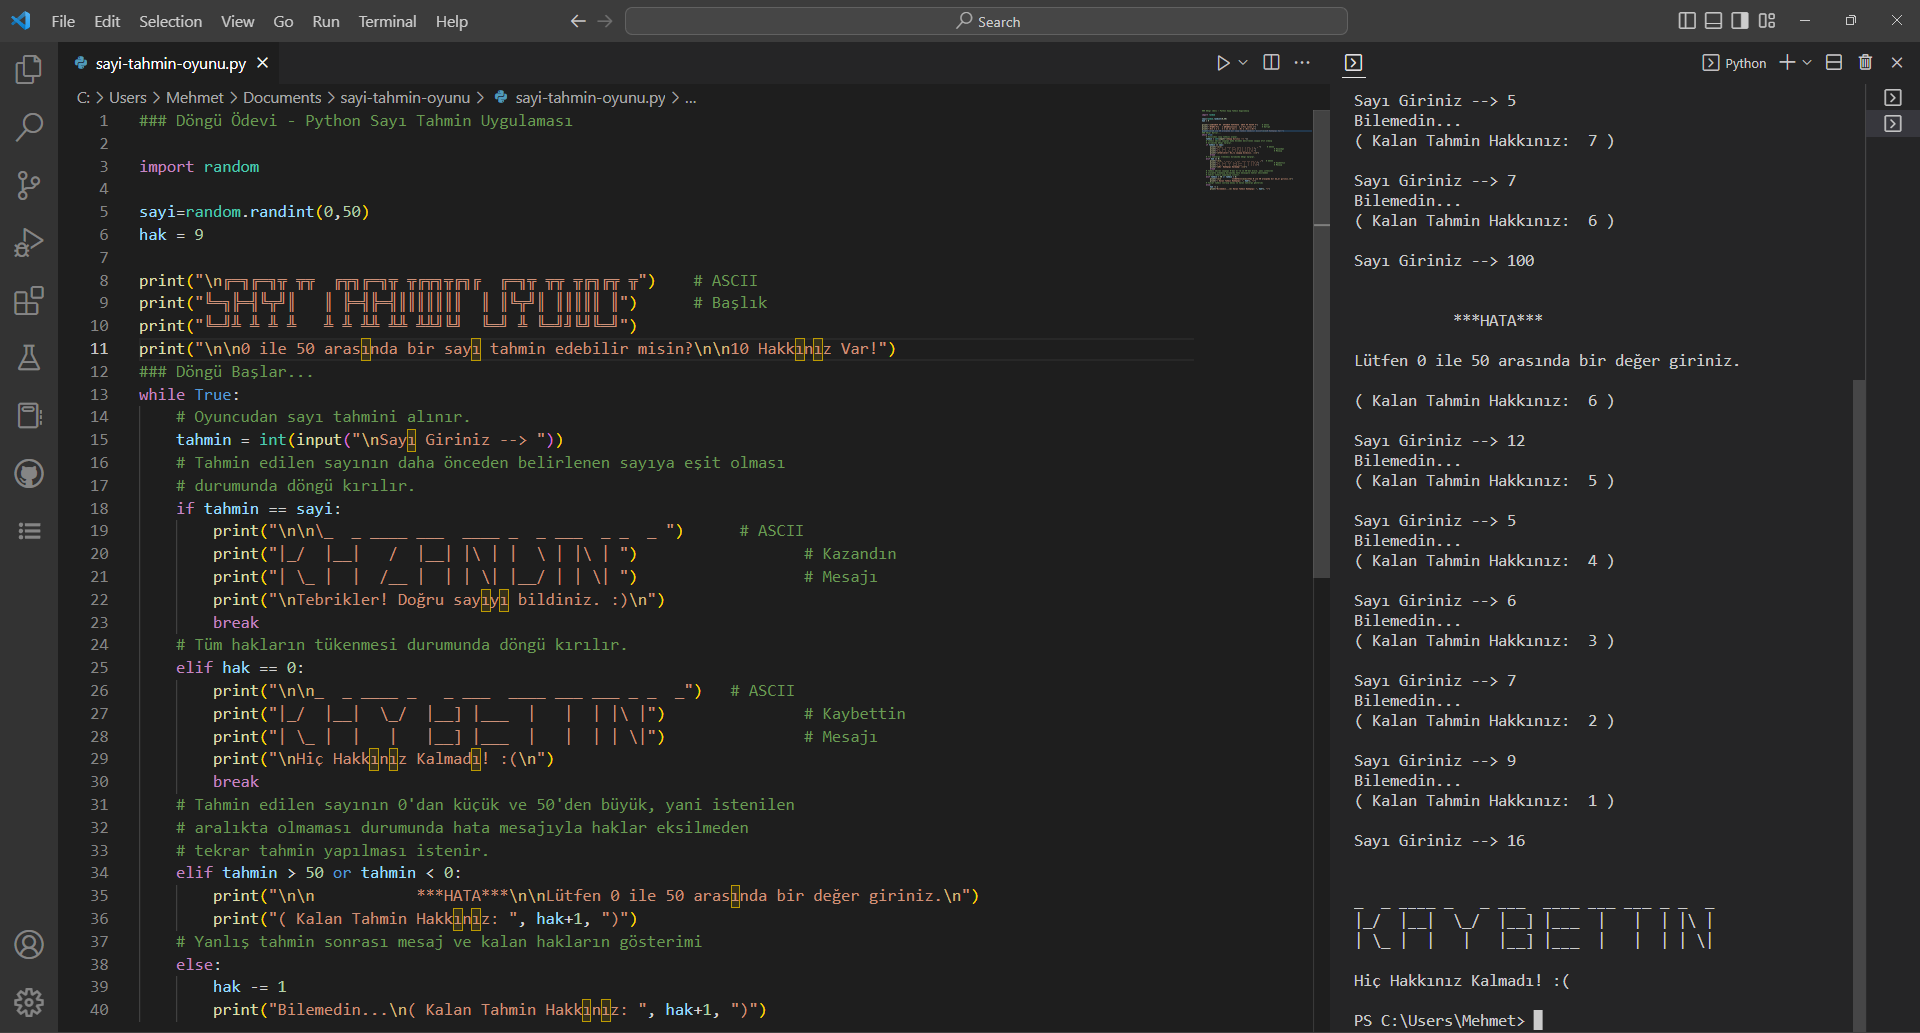 File Edit Selection View Go Run Terminal Help
Search
sayi-tahmin-oyunu.py
Python
C: > Users > Mehmet > Documents > sayi-tahmin-oyunu > sayi-tahmin-oyunu.py > ...
1 ### Döngü Ödevi - Python Sayı Tahmin Uygulaması
2
3 import random
4
5 sayi=random.randint(0,50)
6 hak = 9
7
8 print("\n") # ASCII
9 print("") # Başlık
10 print("")
11 print("\n\n0 ile 50 arasında bir sayı tahmin edebilir misin?\n\n10 Hakkınız Var!")
12 ### Döngü Başlar...
13 while True:
14 # Oyuncudan sayı tahmini alınır.
15 tahmin = int(input("\nSayı Giriniz --> "))
16 # Tahmin edilen sayının daha önceden belirlenen sayıya eşit olması
17 # durumunda döngü kırılır.
18 if tahmin == sayi:
19 print("\n\n\_  _ ____ ___  ____ _  _ ___  _ _  _ ") # ASCII
20 print("|_/  |__|   /  |__| |\ | |  \ | |\ | ") # Kazandın
21 print("| \_ |  |  /__ |  | | \| |__/ | | \| ") # Mesajı
22 print("\nTebrikler! Doğru sayıyı bildiniz. :)\n")
23 break
24 # Tüm hakların tükenmesi durumunda döngü kırılır.
25 elif hak == 0:
26 print("\n\n_  _ ____ _   _ ___  ____ ___ ___ _ _  _") # ASCII
27 print("|_/  |__|  \_/  |__] |___  |   |  | |\ |") # Kaybettin
28 print("| \_ |  |   |   |__] |___  |   |  | | \|") # Mesajı
29 print("\nHiç Hakkınız Kalmadı! :(\n")
30 break
31 # Tahmin edilen sayının 0'dan küçük ve 50'den büyük, yani istenilen
32 # aralıkta olmaması durumunda hata mesajıyla haklar eksilmeden
33 # tekrar tahmin yapılması istenir.
34 elif tahmin > 50 or tahmin < 0:
35 print("\n\n           ***HATA***\n\nLütfen 0 ile 50 arasında bir değer giriniz.\n")
36 print("( Kalan Tahmin Hakkınız: ", hak+1, ")")
37 # Yanlış tahmin sonrası mesaj ve kalan hakların gösterimi
38 else:
39 hak -= 1
40 print("Bilemedin...\n( Kalan Tahmin Hakkınız: ", hak+1, ")")
Sayı Giriniz --> 5
Bilemedin...
( Kalan Tahmin Hakkınız:  7 )
Sayı Giriniz --> 7
Bilemedin...
( Kalan Tahmin Hakkınız:  6 )
Sayı Giriniz --> 100
***HATA***
Lütfen 0 ile 50 arasında bir değer giriniz.
( Kalan Tahmin Hakkınız:  6 )
Sayı Giriniz --> 12
Bilemedin...
( Kalan Tahmin Hakkınız:  5 )
Sayı Giriniz --> 5
Bilemedin...
( Kalan Tahmin Hakkınız:  4 )
Sayı Giriniz --> 6
Bilemedin...
( Kalan Tahmin Hakkınız:  3 )
Sayı Giriniz --> 7
Bilemedin...
( Kalan Tahmin Hakkınız:  2 )
Sayı Giriniz --> 9
Bilemedin...
( Kalan Tahmin Hakkınız:  1 )
Sayı Giriniz --> 16
_  _ ____ _   _ ___  ____ ___ ___ _ _  _
|_/  |__|  \_/  |__] |___  |   |  | |\ |
| \_ |  |   |   |__] |___  |   |  | | \|
Hiç Hakkınız Kalmadı! :(
PS C:\Users\Mehmet>